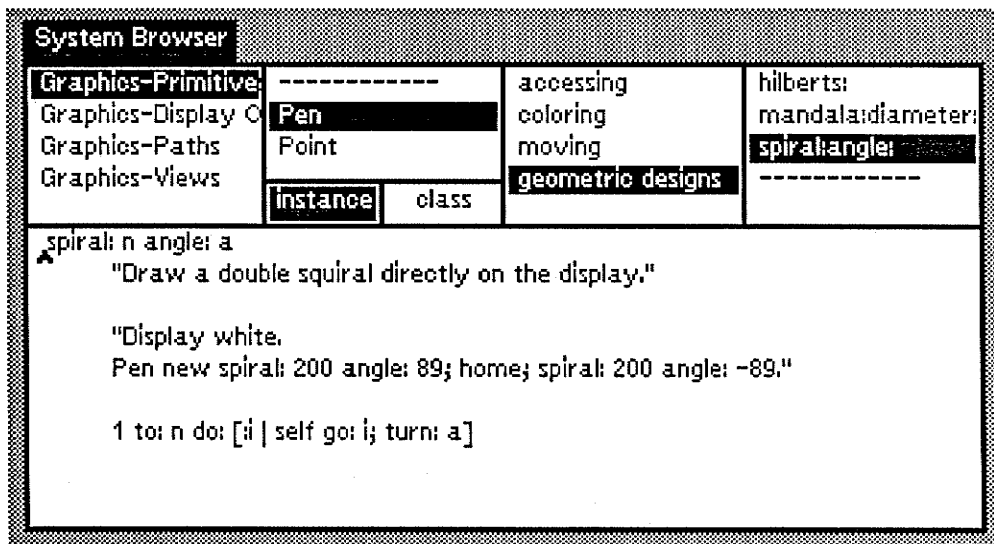 System Browser
Graphics-Primitive
Graphics-Display O
Graphics-Paths
Graphics-Views
------------
Pen
Point
instance class
accessing
coloring
moving
geometric designs
hilberts:
mandala:diameter:
spiral:angle:
------------
spiral: n angle: a
"Draw a double squiral directly on the display."
"Display white.
Pen new spiral: 200 angle: 89; home; spiral: 200 angle: -89."
1 to: n do: [:i | self go: i; turn: a]